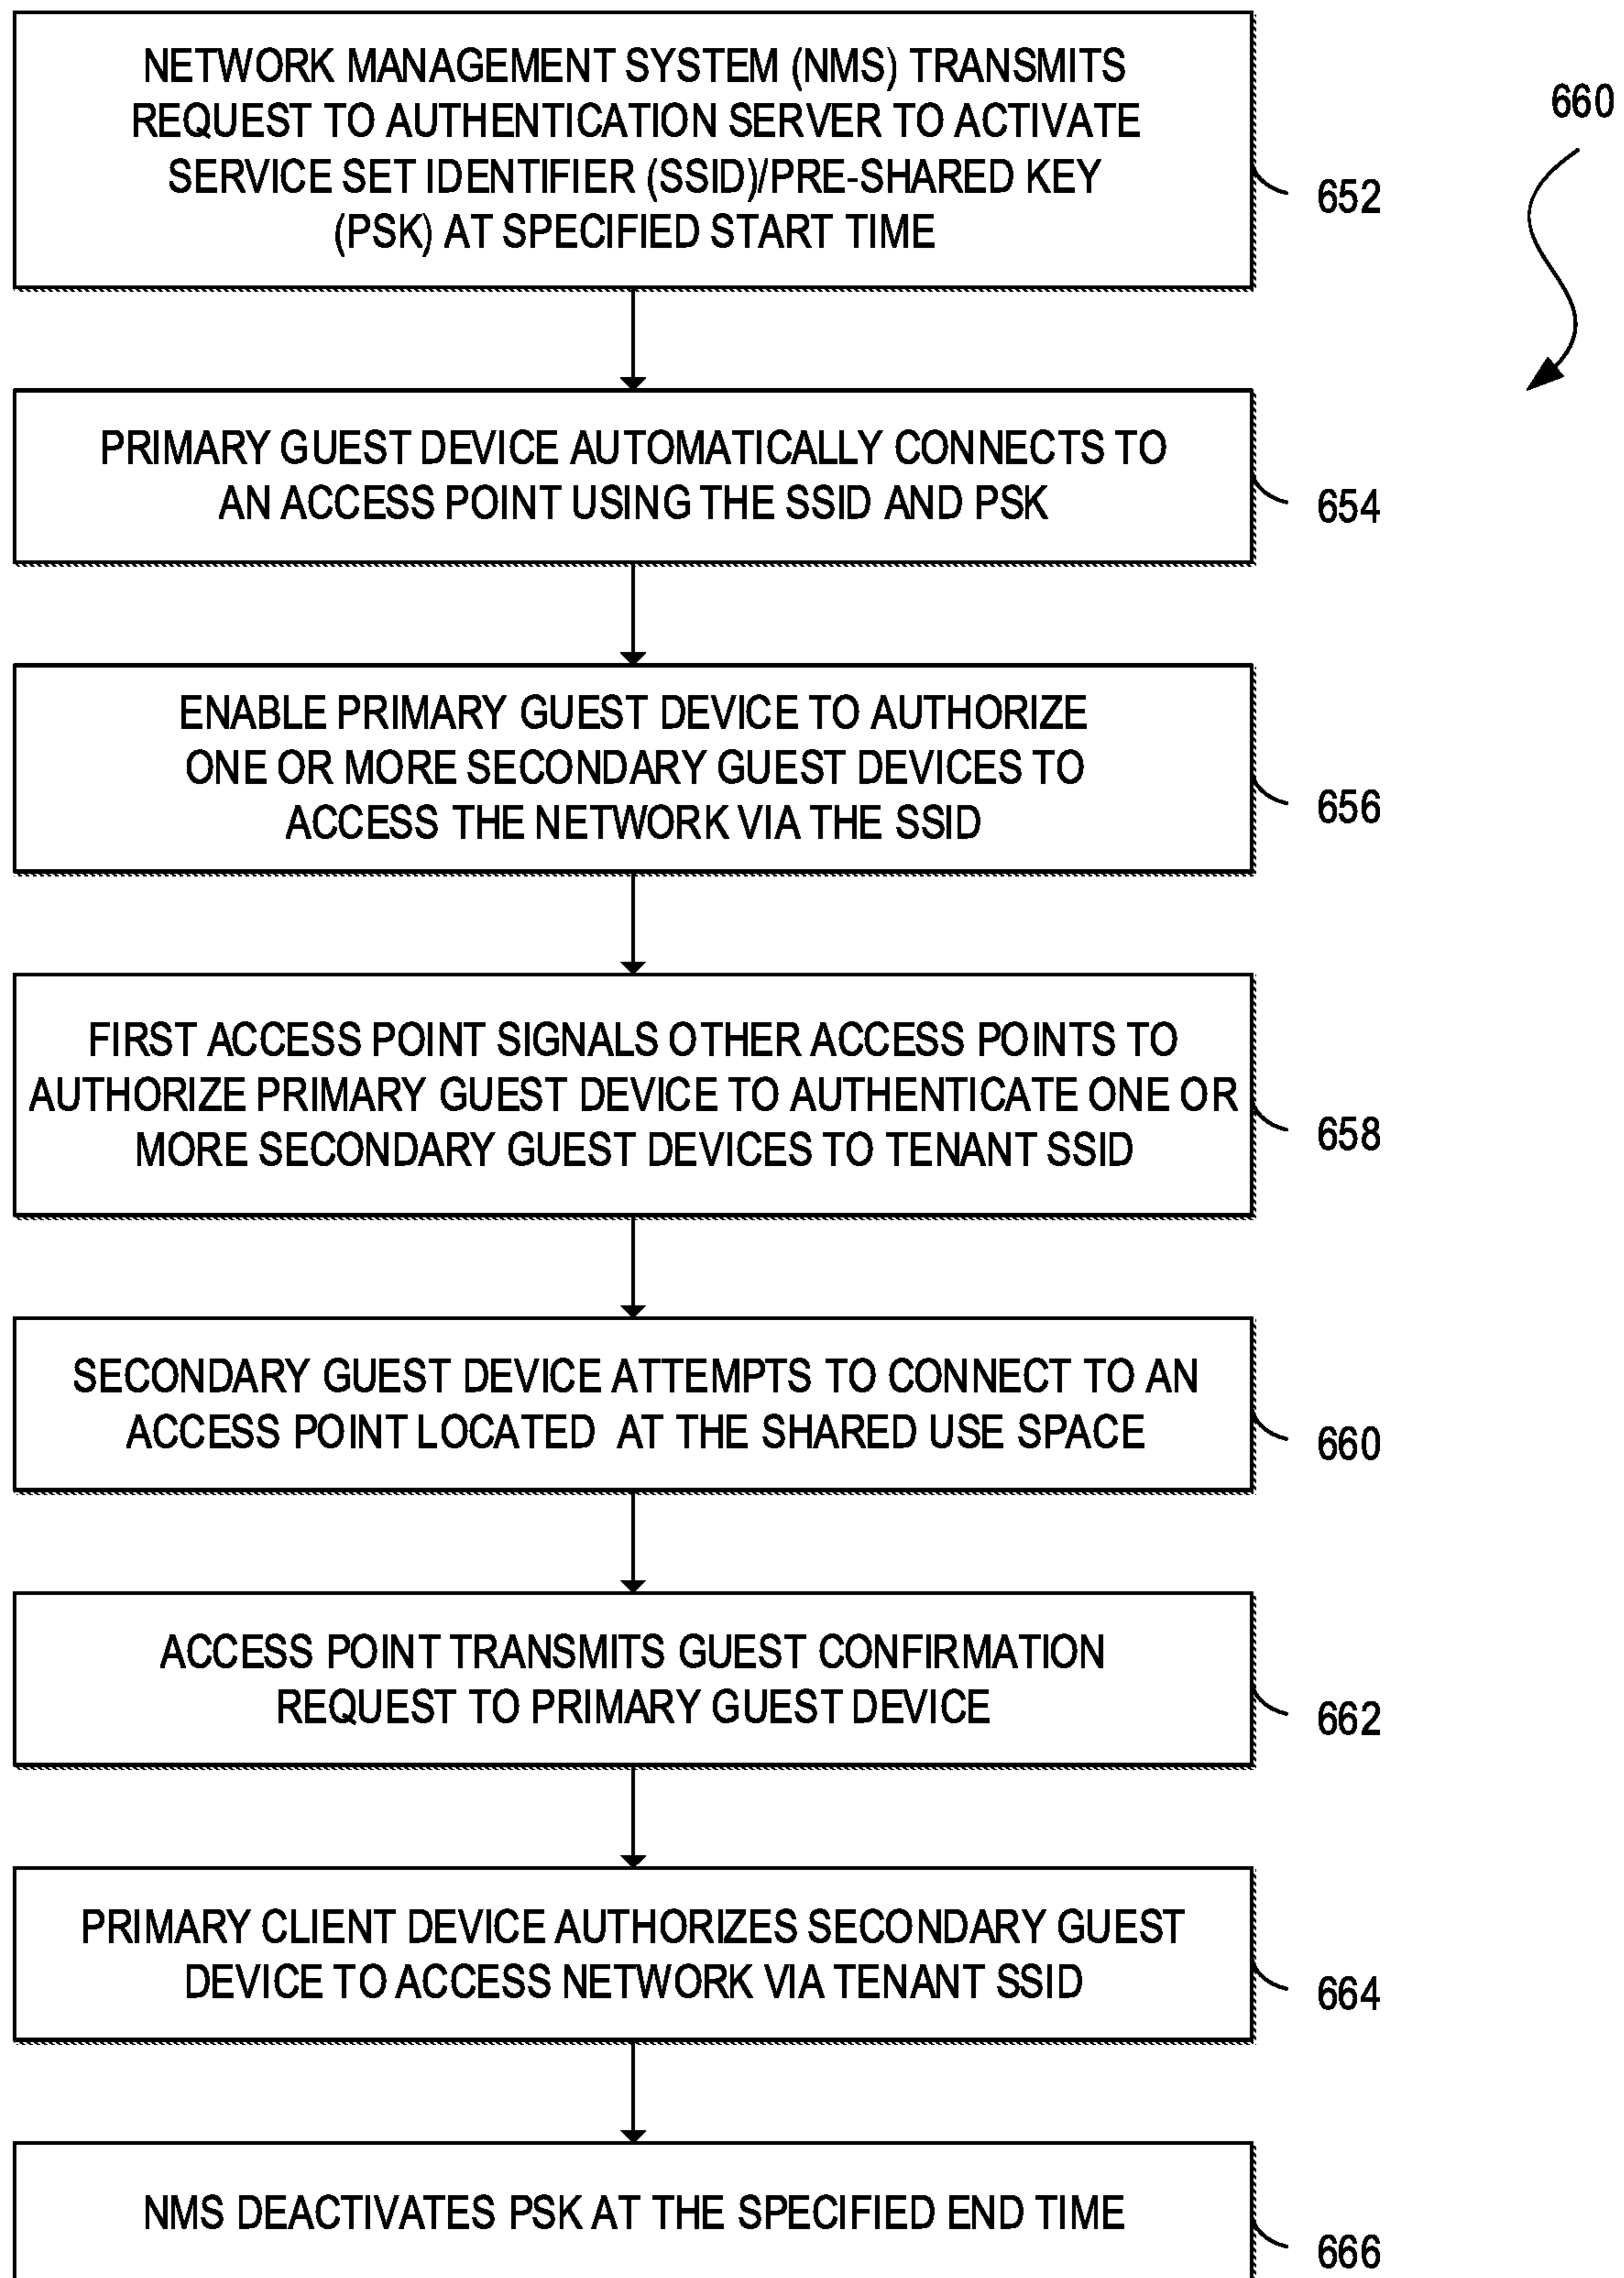 NETWORK MANAGEMENT SYSTEM (NMS) TRANSMITS
REQUEST TO AUTHENTICATION SERVER TO ACTIVATE
SERVICE SET IDENTIFIER (SSID)/PRE-SHARED KEY
(PSK) AT SPECIFIED START TIME
652
660
PRIMARY GUEST DEVICE AUTOMATICALLY CONNECTS TO
AN ACCESS POINT USING THE SSID AND PSK
654
ENABLE PRIMARY GUEST DEVICE TO AUTHORIZE
ONE OR MORE SECONDARY GUEST DEVICES TO
ACCESS THE NETWORK VIA THE SSID
656
FIRST ACCESS POINT SIGNALS OTHER ACCESS POINTS TO
AUTHORIZE PRIMARY GUEST DEVICE TO AUTHENTICATE ONE OR
MORE SECONDARY GUEST DEVICES TO TENANT SSID
658
SECONDARY GUEST DEVICE ATTEMPTS TO CONNECT TO AN
ACCESS POINT LOCATED AT THE SHARED USE SPACE
660
ACCESS POINT TRANSMITS GUEST CONFIRMATION
REQUEST TO PRIMARY GUEST DEVICE
662
PRIMARY CLIENT DEVICE AUTHORIZES SECONDARY GUEST
DEVICE TO ACCESS NETWORK VIA TENANT SSID
664
NMS DEACTIVATES PSK AT THE SPECIFIED END TIME
666